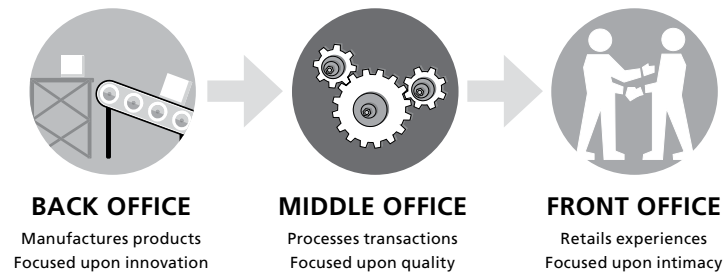 BACK OFFICE
Manufactures products
Focused upon innovation
MIDDLE OFFICE
Processes transactions
Focused upon quality
FRONT OFFICE
Retails experiences
Focused upon intimacy